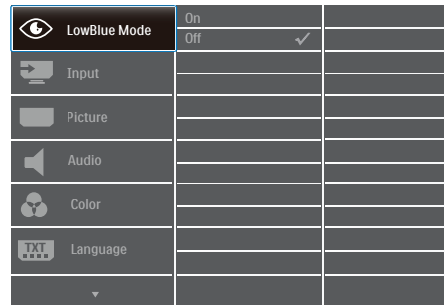 LowBlue Mode
On
Off
Input
Picture
Audio
Color
TXT
Language